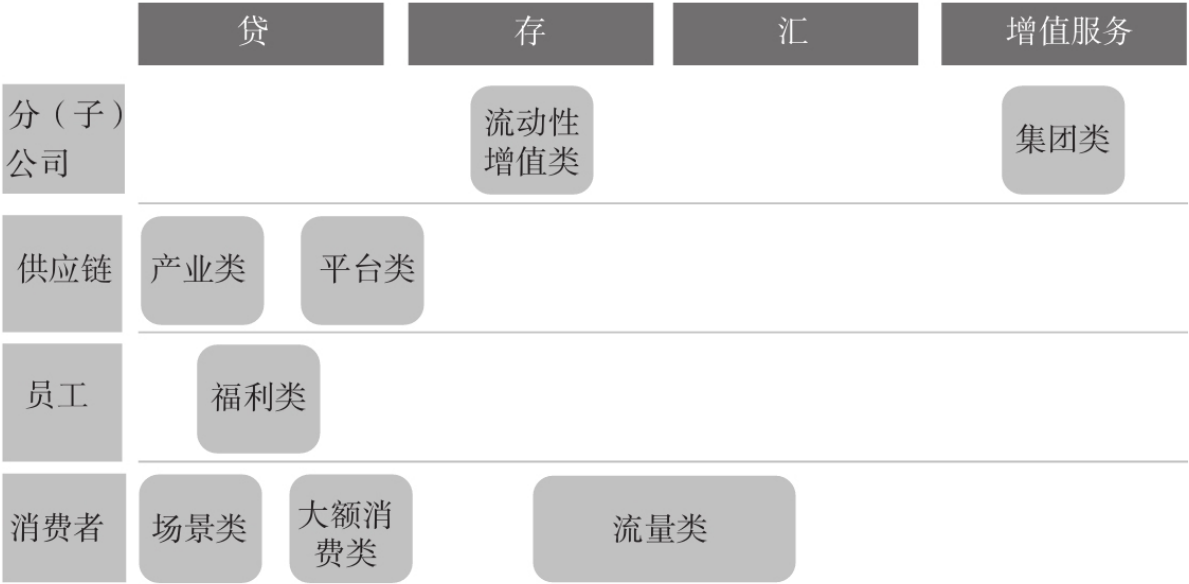 贷 存 汇 增值服务
分（子）
公司
流动性
增值类
集团类
供应链 产业类 平台类
员工 福利类
消费者 场景类
大额消
费类
流量类